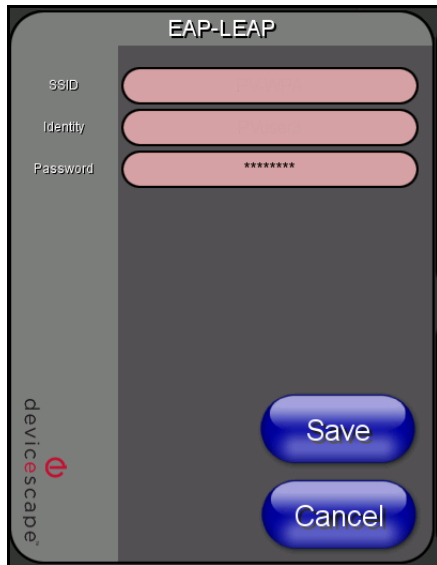 EAP-LEAP
SSID
Identity
Password
********
Save
Cancel
devicescape